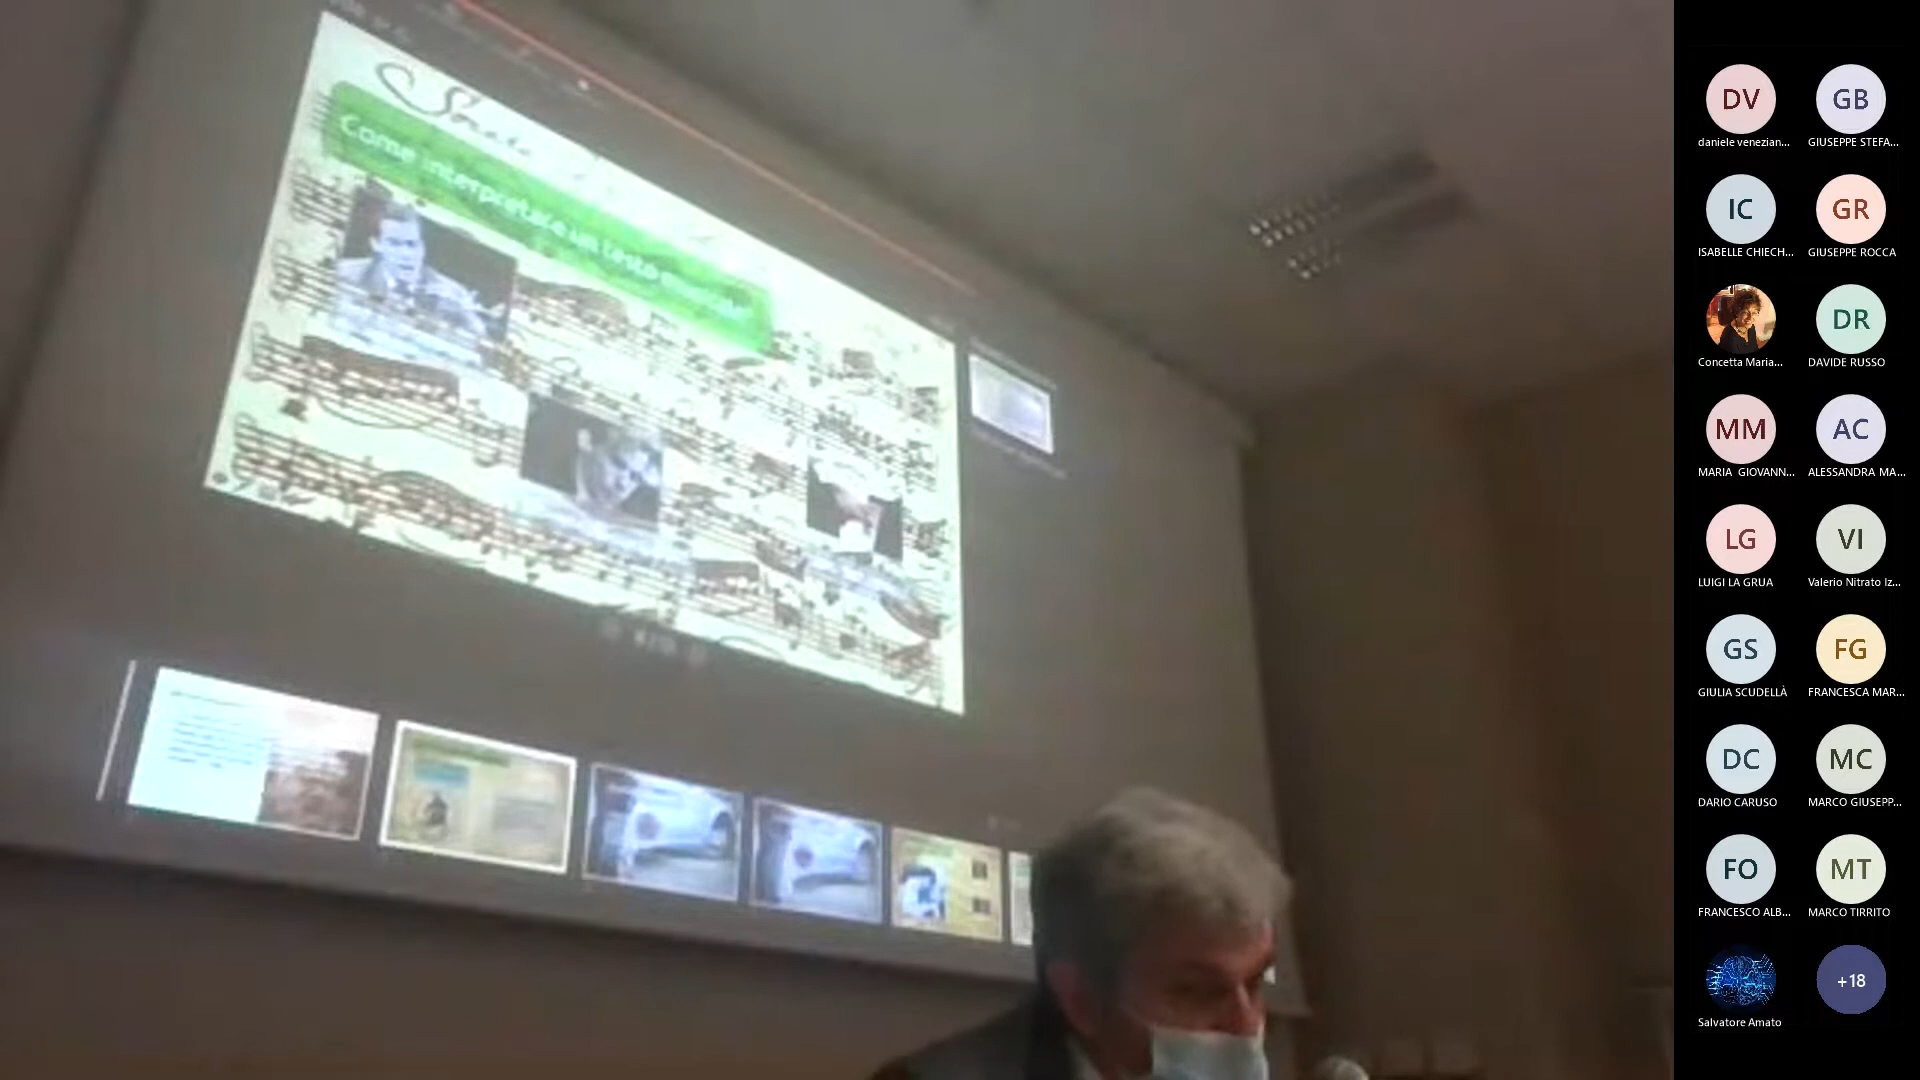 Sonata
Come interpretare un testo musicale?
DV
GB
daniele venezian...
GIUSEPPE STEFA...
IC
GR
ISABELLE CHIECH...
GIUSEPPE ROCCA
DR
Concetta Maria...
DAVIDE RUSSO
MM
AC
MARIA GIOVANN...
ALESSANDRA MA...
LG
VI
LUIGI LA GRUA
Valerio Nitrato Iz...
GS
FG
GIULIA SCUDELLÀ
FRANCESCA MAR...
DC
MC
DARIO CARUSO
MARCO GIUSEPP...
FO
MT
FRANCESCO ALB...
MARCO TIRRITO
+18
Salvatore Amato